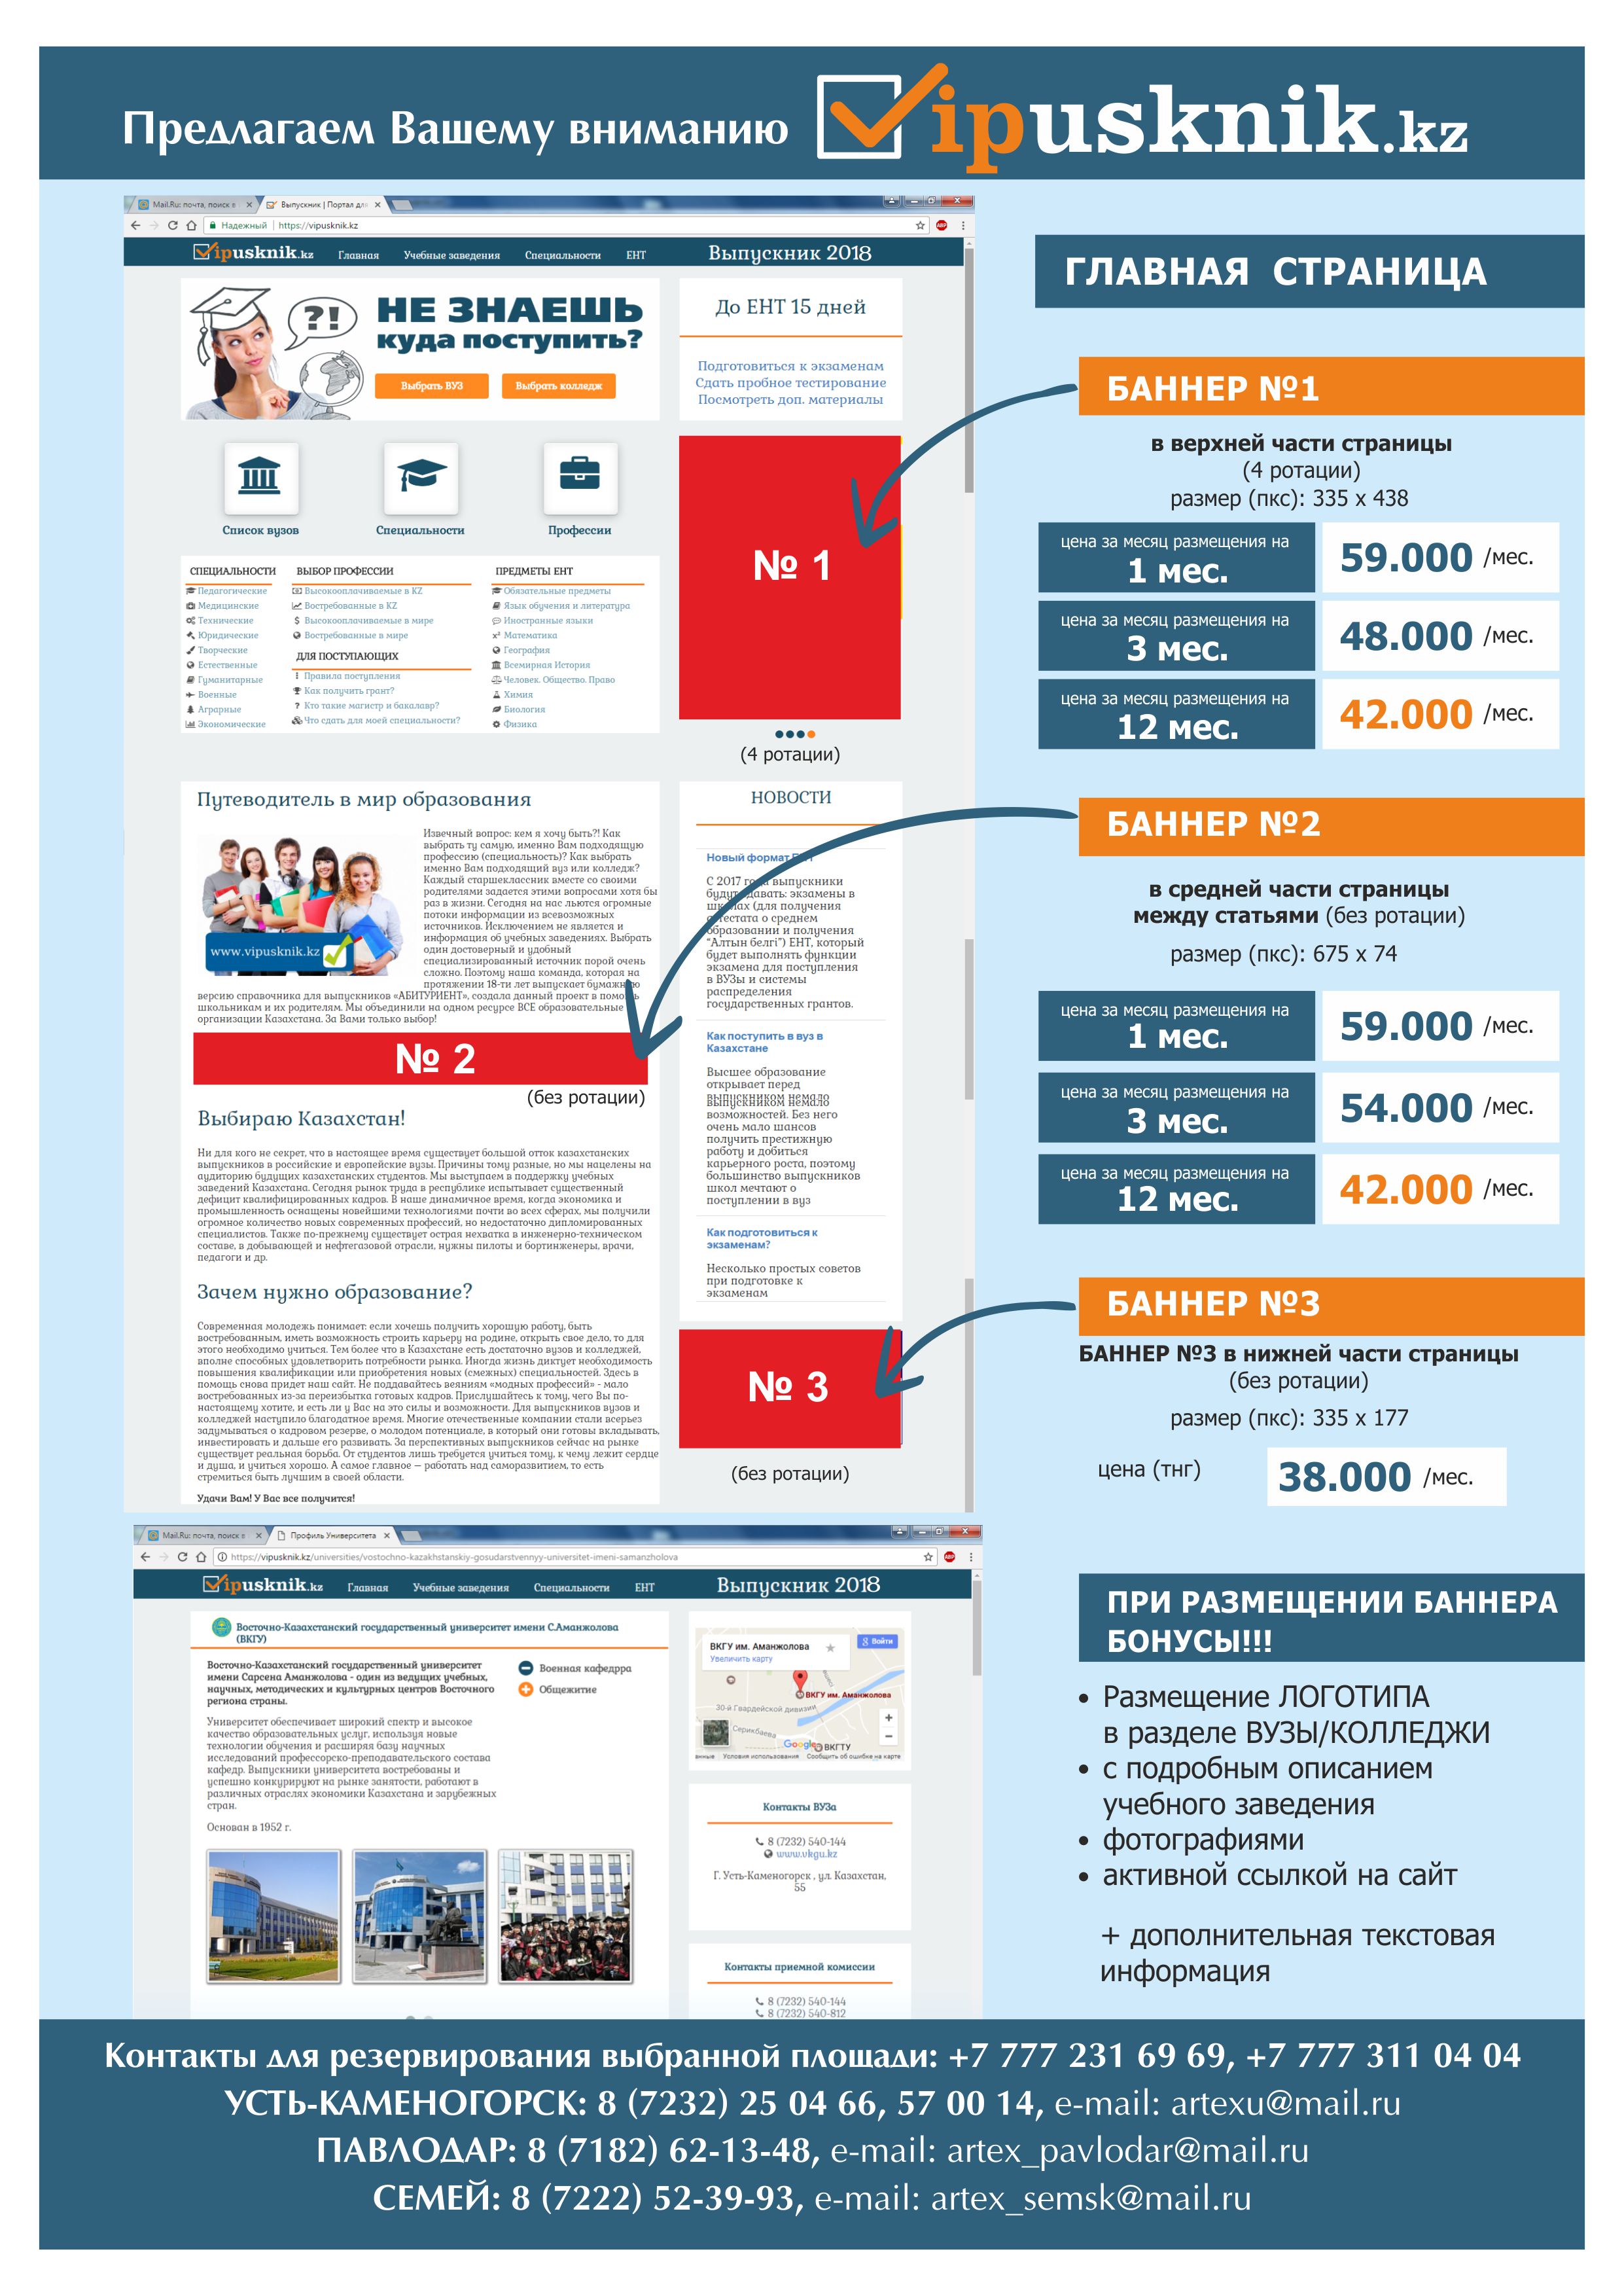 Предлагаем Вашему вниманию Vipusknik.kz
Mail.Ru: почта, поиск в
Выпускник | Портал для
Надежный
https://vipusknik.kz
Vipusknik.kz
Главная
Учебные заведения
Специальности
ЕНТ
Выпускник 2018
?!
НЕ ЗНАЕШЬ
куда поступить?
Выбрать ВУЗ
Выбрать колледж
До ЕНТ 15 дней
Подготовиться к экзаменам
Сдать пробное тестирование
Посмотреть доп. материалы
Список вузов
Специальности
Профессии
СПЕЦИАЛЬНОСТИ
Педагогические
Медицинские
Технические
Юридические
Творческие
Естественные
Гуманитарные
Военные
Аграрные
Экономические
ВЫБОР ПРОФЕССИИ
Высокооплачиваемые в KZ
Востребованные в KZ
Высокооплачиваемые в мире
Востребованные в мире
ДЛЯ ПОСТУПАЮЩИХ
Правила поступления
Как получить грант?
Кто такие магистр и бакалавр?
Что сдать для моей специальности?
ПРЕДМЕТЫ ЕНТ
Обязательные предметы
Язык обучения и литература
Иностранные языки
Математика
География
Всемирная История
Человек. Общество. Право
Химия
Биология
Физика
№ 1
(4 ротации)
Путеводитель в мир образования
www.vipusknik.kz
Извечный вопрос: кем я хочу быть?! Как
выбрать ту самую, именно Вам подходящую
профессию (специальность)? Как выбрать
именно Вам подходящий вуз или колледж?
Каждый старшеклассник вместе со своими
родителями задается этими вопросами хотя бы
раз в жизни. Сегодня на нас льются огромные
потоки информации из всевозможных
источников. Исключением не является и
информация об учебных заведениях. Выбрать
один достоверный и удобный
специализированный источник порой очень
сложно. Поэтому наша команда, которая на
протяжении 18-ти лет выпускает бумажную
версию справочника для выпускников «АБИТУРИЕНТ», создала данный проект в помощь
школьникам и их родителям. Мы объединили на одном ресурсе ВСЕ образовательные
организации Казахстана. За Вами только выбор!
№ 2
(без ротации)
Выбираю Казахстан!
Ни для кого не секрет, что в настоящее время существует большой отток казахстанских
выпускников в российские и европейские вузы. Причины тому разные, но мы нацелены на
аудиторию будущих казахстанских студентов. Мы выступаем в поддержку учебных
заведений Казахстана. Сегодня рынок труда в республике испытывает существенный
дефицит квалифицированных кадров. В наше динамичное время, когда экономика и
промышленность оснащены новейшими технологиями почти во всех сферах, мы получили
огромное количество новых современных профессий, но недостаточно дипломированных
специалистов. Также по-прежнему существует острая нехватка в инженерно-техническом
составе, в добывающей и нефтегазовой отрасли, нужны пилоты и бортинженеры, врачи,
педагоги и др.
Зачем нужно образование?
Современная молодежь понимает: если хочешь получить хорошую работу, быть
востребованным, иметь возможность строить карьеру на родине, открыть свое дело, то для
этого необходимо учиться. Тем более что в Казахстане есть достаточно вузов и колледжей,
вполне способных удовлетворить потребности рынка. Иногда жизнь диктует необходимость
повышения квалификации или приобретения новых (смежных) специальностей. Здесь в
помощь снова придет наш сайт. Не поддавайтесь веяниям «модных профессий» - мало
востребованных из-за переизбытка готовых кадров. Прислушайтесь к тому, чего Вы по-
настоящему хотите, и есть ли у Вас на это силы и возможности. Для выпускников вузов и
колледжей наступило благодатное время. Многие отечественные компании стали всерьез
задумываться о кадровом резерве, о молодом потенциале, в который они готовы вкладывать,
инвестировать и дальше его развивать. За перспективных выпускников сейчас на рынке
существует реальная борьба. От студентов лишь требуется учиться тому, к чему лежит сердце
и душа, и учиться хорошо. А самое главное – работать над саморазвитием, то есть
стремиться быть лучшим в своей области.
Удачи Вам! У Вас все получится!
НОВОСТИ
Новый формат ЕНТ
С 2017 года выпускники
будут сдавать: экзамены в
школах (для получения
аттестата о среднем
образовании и получения
“Алтын белгі”) ЕНТ, который
будет выполнять функции
экзамена для поступления
в ВУЗы и системы
распределения
государственных грантов.
Как поступить в вуз в
Казахстане
Высшее образование
открывает перед
выпускником немало
выпускником немало
возможностей. Без него
очень мало шансов
получить престижную
работу и добиться
карьерного роста, поэтому
большинство выпускников
школ мечтают о
поступлении в вуз
Как подготовиться к
экзаменам?
Несколько простых советов
при подготовке к
экзаменам
№ 3
(без ротации)
ГЛАВНАЯ СТРАНИЦА
БАННЕР №1
в верхней части страницы
(4 ротации)
размер (пкс): 335 x 438
цена за месяц размещения на
1 мес.
59.000 /мес.
цена за месяц размещения на
3 мес.
48.000 /мес.
цена за месяц размещения на
12 мес.
42.000 /мес.
БАННЕР №2
в средней части страницы
между статьями (без ротации)
размер (пкс): 675 x 74
цена за месяц размещения на
1 мес.
59.000 /мес.
цена за месяц размещения на
3 мес.
54.000 /мес.
цена за месяц размещения на
12 мес.
42.000 /мес.
БАННЕР №3
БАННЕР №3 в нижней части страницы
(без ротации)
размер (пкс): 335 x 177
цена (тнг)
38.000 /мес.
Mail.Ru: почта, поиск в
Профиль Университета
https://vipusknik.kz/universities/vostochno-kazakhstanskiy-gosudarstvennyy-universitet-imeni-samanzholova
Vipusknik.kz
Главная
Учебные заведения
Специальности
ЕНТ
Выпускник 2018
Восточно-Казахстанский государственный университет имени С.Аманжолова
(ВКГУ)
Восточно-Казахстанский государственный университет
имени Сарсена Аманжолова - один из ведущих учебных,
научных, методических и культурных центров Восточного
региона страны.
Военная кафедрра
Общежитие
Университет обеспечивает широкий спектр и высокое
качество образовательных услуг, используя новые
технологии обучения и расширяя базу научных
исследований профессорско-преподавательского состава
кафедр. Выпускники университета востребованы и
успешно конкурируют на рынке занятости, работают в
различных отраслях экономики Казахстана и зарубежных
стран.
Основан в 1952 г.
ВКГУ им. Аманжолова
Увеличить карту
Войти
ВКГУ им. Аманжолова
30-й Гвардейской дивизии
Серикбаева
Google
ВКГТУ
Условия использования
Сообщить об ошибке на карте
Контакты ВУЗа
8 (7232) 540-144
www.vkgu.kz
Г. Усть-Каменогорск , ул. Казахстан,
55
Контакты приемной комиссии
8 (7232) 540-144
8 (7232) 540-812
ПРИ РАЗМЕЩЕНИИ БАННЕРА
БОНУСЫ!!!
• Размещение ЛОГОТИПА
в разделе ВУЗЫ/КОЛЛЕДЖИ
• с подробным описанием
учебного заведения
• фотографиями
• активной ссылкой на сайт
+ дополнительная текстовая
информация
Контакты для резервирования выбранной площади: +7 777 231 69 69, +7 777 311 04 04
УСТЬ-КАМЕНОГОРСК: 8 (7232) 25 04 66, 57 00 14, e-mail: artexu@mail.ru
ПАВЛОДАР: 8 (7182) 62-13-48, e-mail: artex_pavlodar@mail.ru
СЕМЕЙ: 8 (7222) 52-39-93, e-mail: artex_semsk@mail.ru